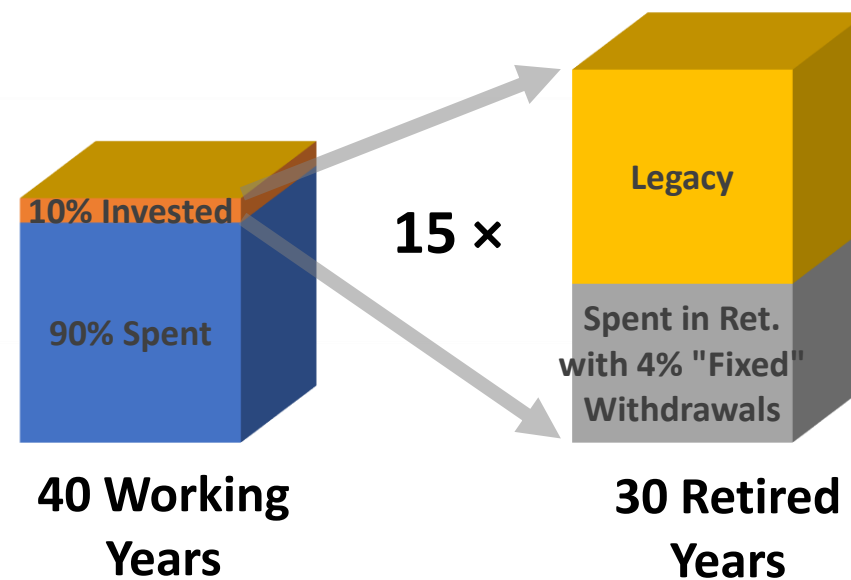 10% Invested
90% Spent
15 ×
Legacy
Spent in Ret.
with 4% "Fixed"
Withdrawals
40 Working
Years
30 Retired
Years